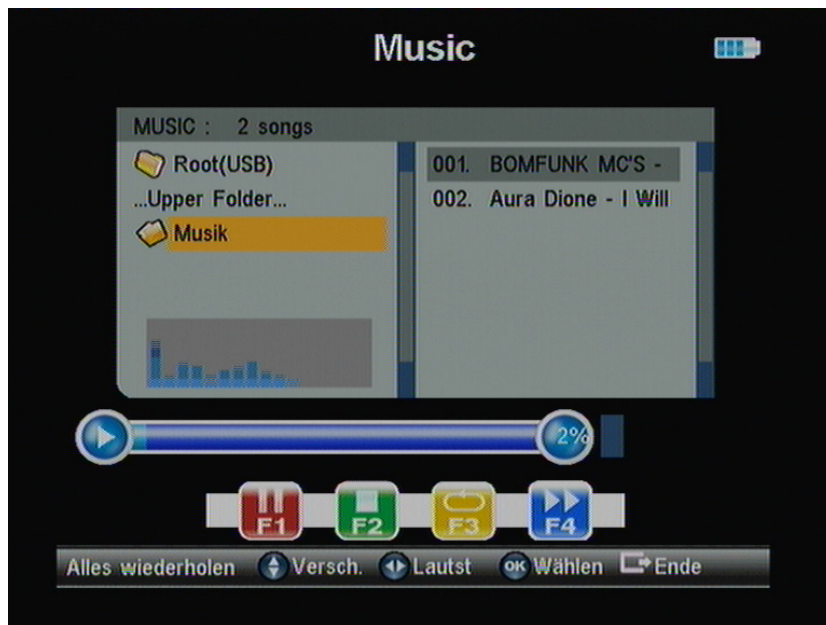 Music
MUSIC : 2 songs
Root(USB)
...Upper Folder...
Musik
001. BOMFUNK MC'S -
002. Aura Dione - I Will
2%
F1 F2 F3 F4
Alles wiederholen Versch. Lautst OK Wählen Ende